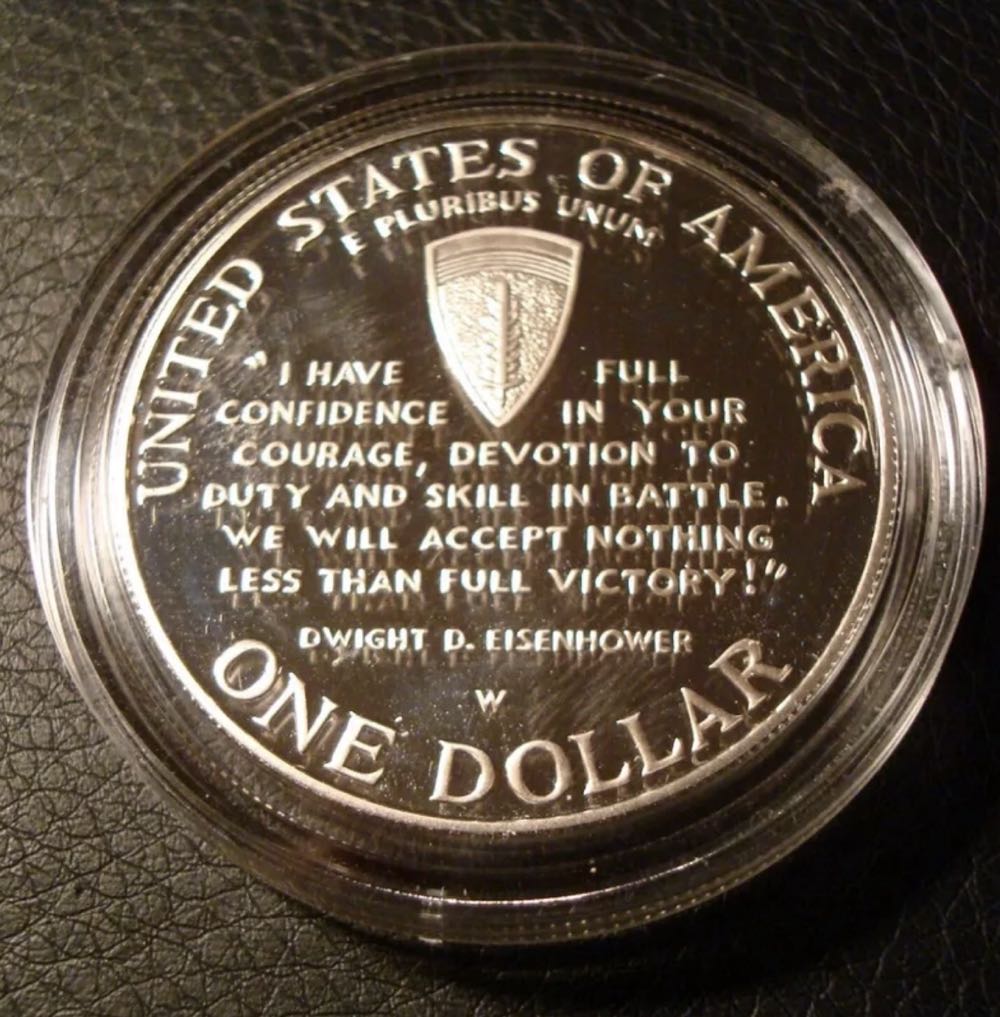 UNITED STATES OF AMERICA
E PLURIBUS UNUM
"I HAVE FULL
CONFIDENCE IN YOUR
COURAGE, DEVOTION TO
DUTY AND SKILL IN BATTLE.
WE WILL ACCEPT NOTHING
LESS THAN FULL VICTORY!"
DWIGHT D. EISENHOWER
W
ONE DOLLAR